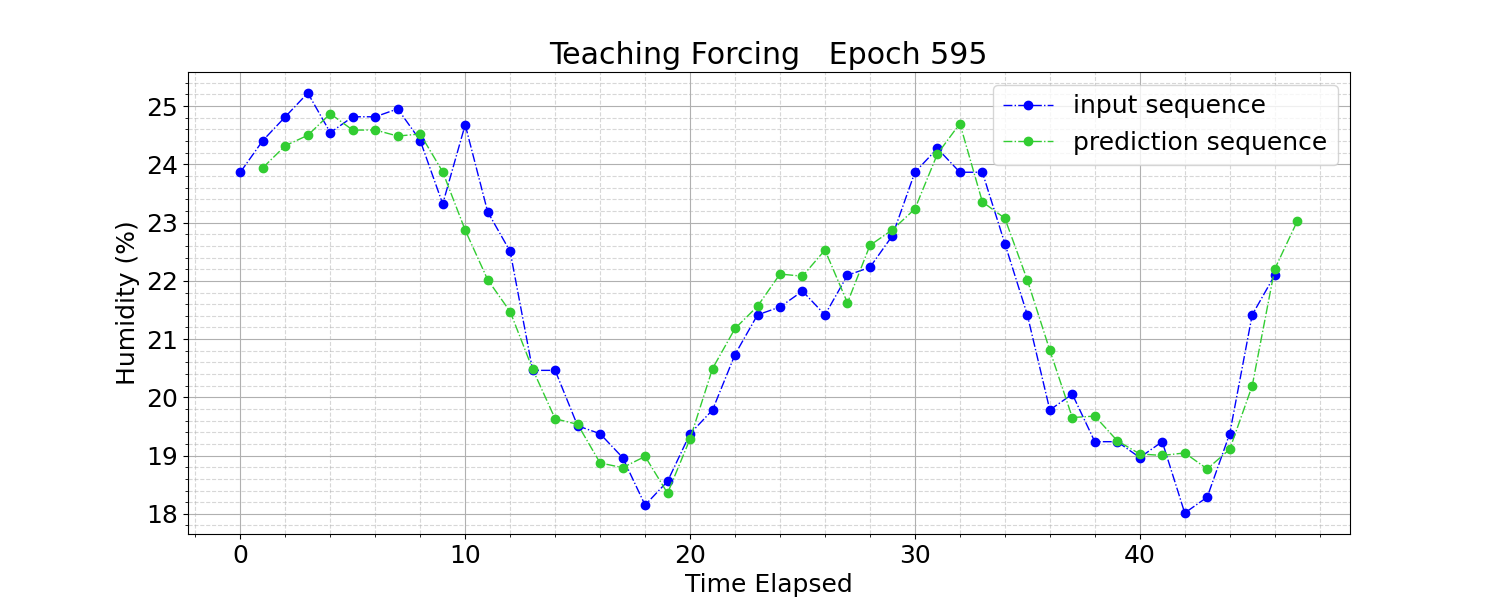 Teaching Forcing   Epoch 595
input sequence
prediction sequence
Humidity (%)
25
24
23
22
21
20
19
18
0 10 20 30 40
Time Elapsed